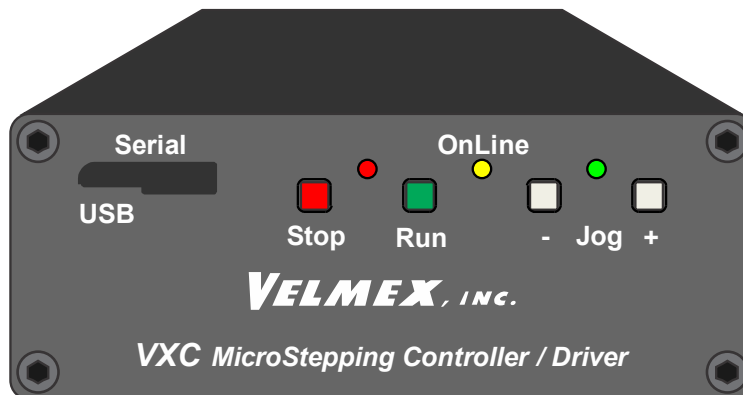 Serial
OnLine
USB
Stop
Run
- Jog +
VELMEX, INC.
VXC MicroStepping Controller / Driver